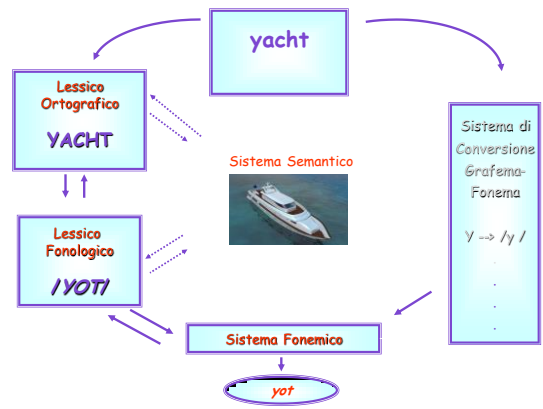 yacht
Lessico
Ortografico
YACHT
Sistema di
Conversione
Grafema-
Fonema
Y --> /y /
.
.
.
.
Sistema Semantico
Lessico
Fonologico
/YOT/
Sistema Fonemico
yot